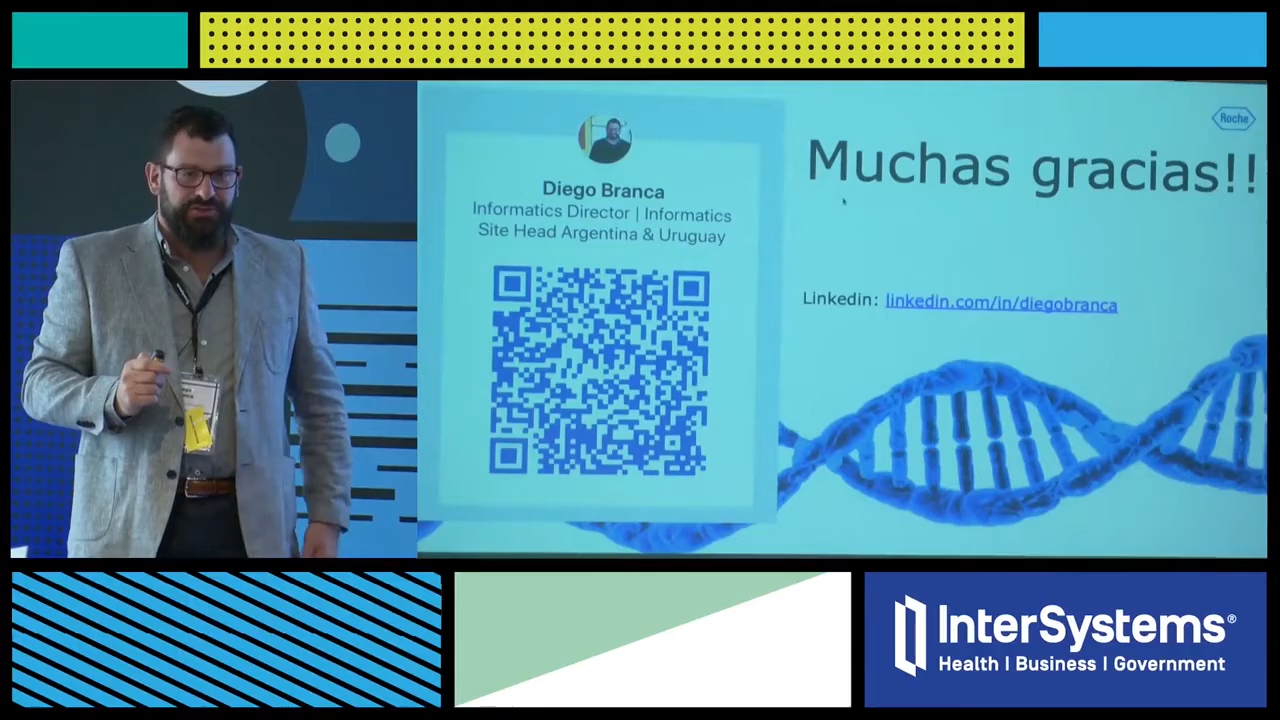 Roche
Muchas gracias!!
Diego Branca
Informatics Director | Informatics
Site Head Argentina & Uruguay
Linkedin: linkedin.com/in/diegobranca
InterSystems®
Health | Business | Government